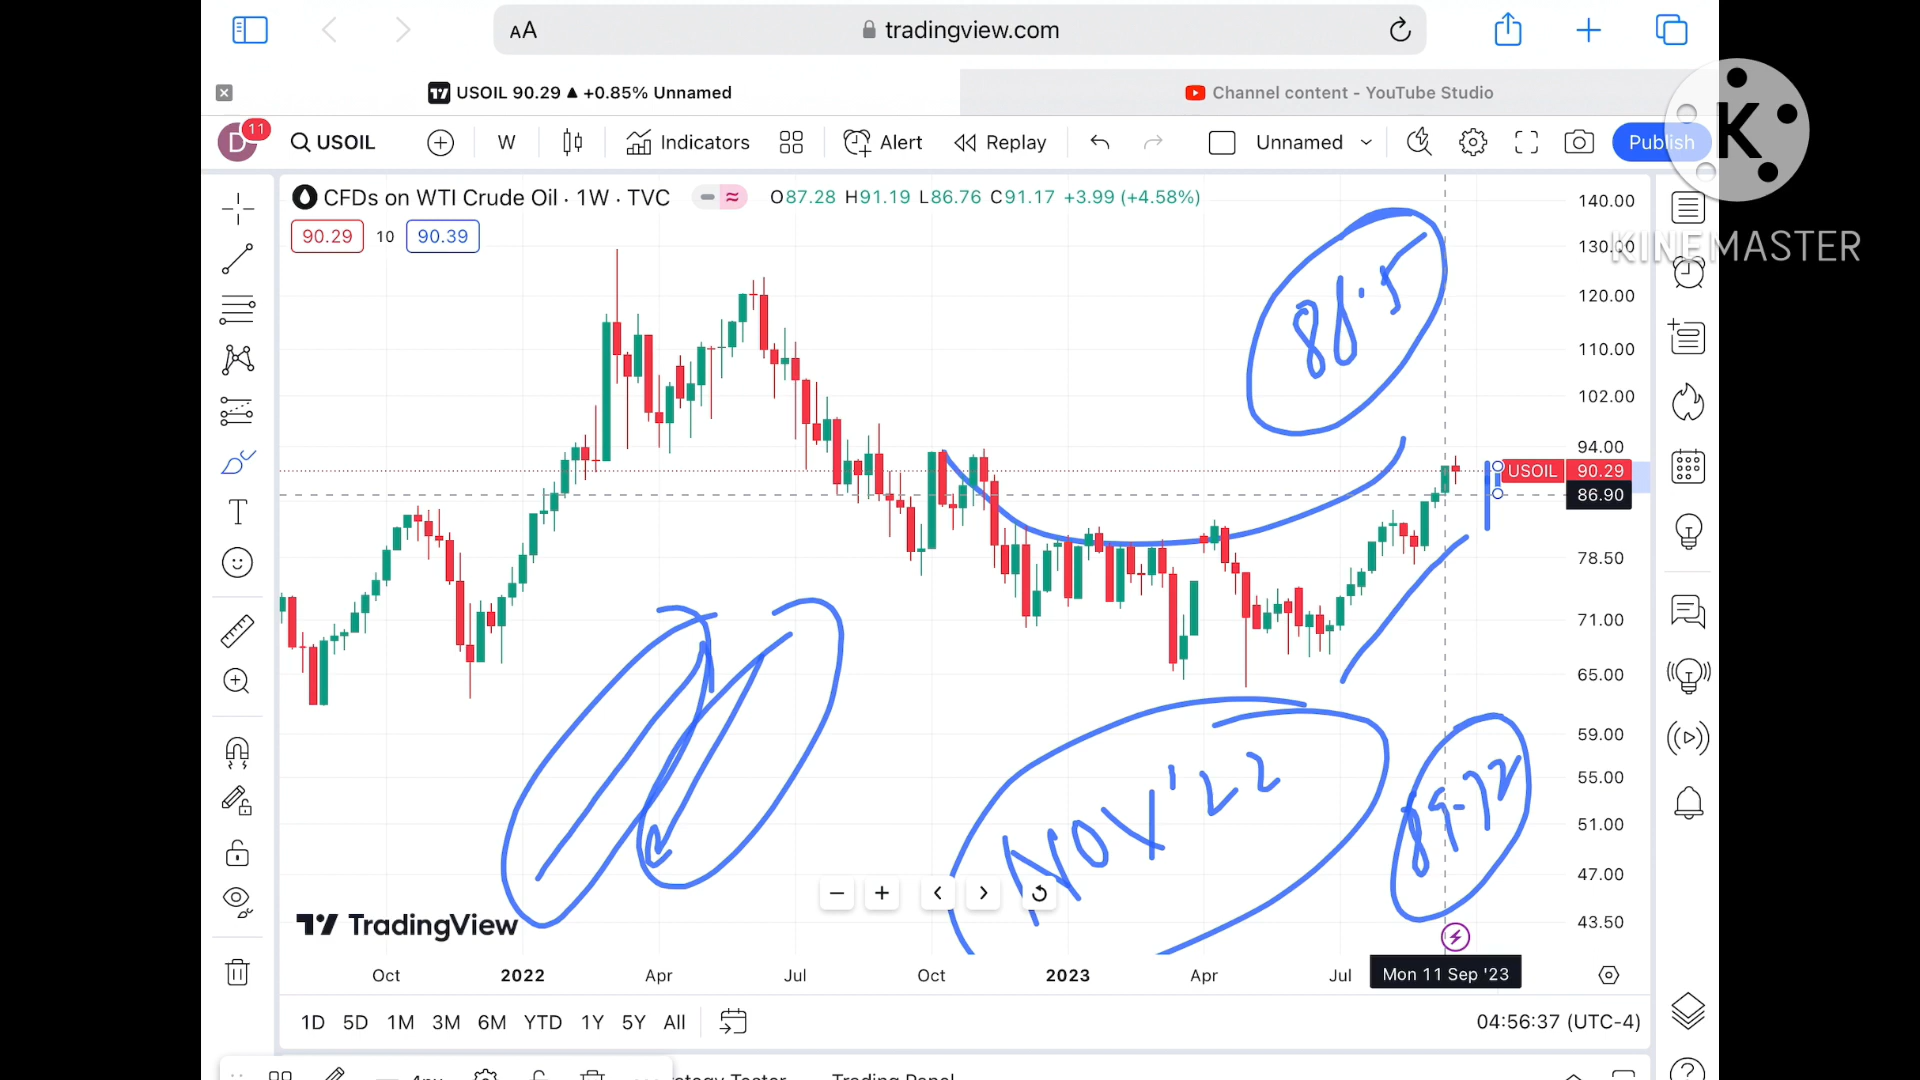 AA tradingview.com
USOIL 90.29 ▲ +0.85% Unnamed
Channel content - YouTube Studio
D 11 USOIL W Indicators Alert Replay Unnamed Publish
K
KINEMASTER
CFDs on WTI Crude Oil · 1W · TVC O87.28 H91.19 L86.76 C91.17 +3.99 (+4.58%)
90.29 10 90.39
140.00
130.00
120.00
110.00
102.00
94.00
USOIL 90.29
86.90
78.50
71.00
65.00
59.00
55.00
51.00
47.00
43.50
88.5
NOV'22
89.72
TradingView
Oct 2022 Apr Jul Oct 2023 Apr Jul Mon 11 Sep '23
1D 5D 1M 3M 6M YTD 1Y 5Y All 04:56:37 (UTC-4)
Trading Panel